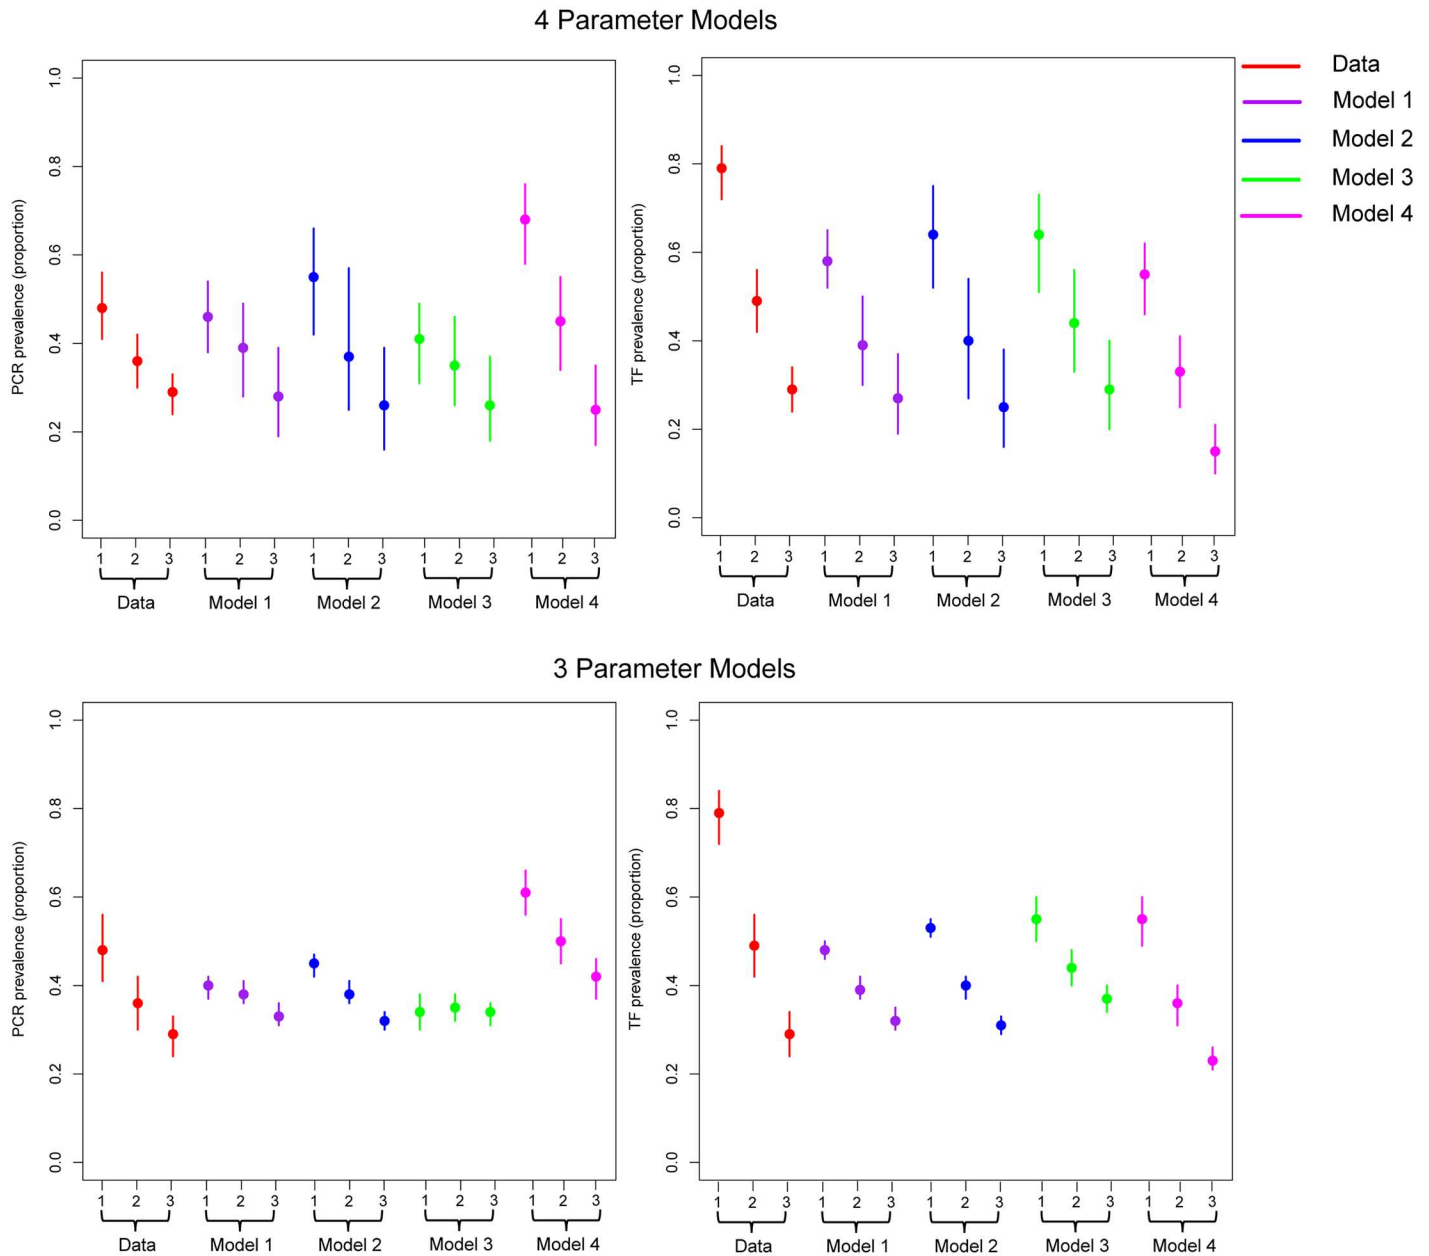 4 Parameter Models
PCR prevalence (proportion)
1.0
0.8
0.6
0.4
0.2
0.0
1 2 3 1 2 3 1 2 3 1 2 3 1 2 3
Data Model 1 Model 2 Model 3 Model 4
TF prevalence (proportion)
1.0
0.8
0.6
0.4
0.2
0.0
1 2 3 1 2 3 1 2 3 1 2 3 1 2 3
Data Model 1 Model 2 Model 3 Model 4
Data
Model 1
Model 2
Model 3
Model 4
3 Parameter Models
PCR prevalence (proportion)
1.0
0.8
0.6
0.4
0.2
0.0
1 2 3 1 2 3 1 2 3 1 2 3 1 2 3
Data Model 1 Model 2 Model 3 Model 4
TF prevalence (proportion)
1.0
0.8
0.6
0.4
0.2
0.0
1 2 3 1 2 3 1 2 3 1 2 3 1 2 3
Data Model 1 Model 2 Model 3 Model 4